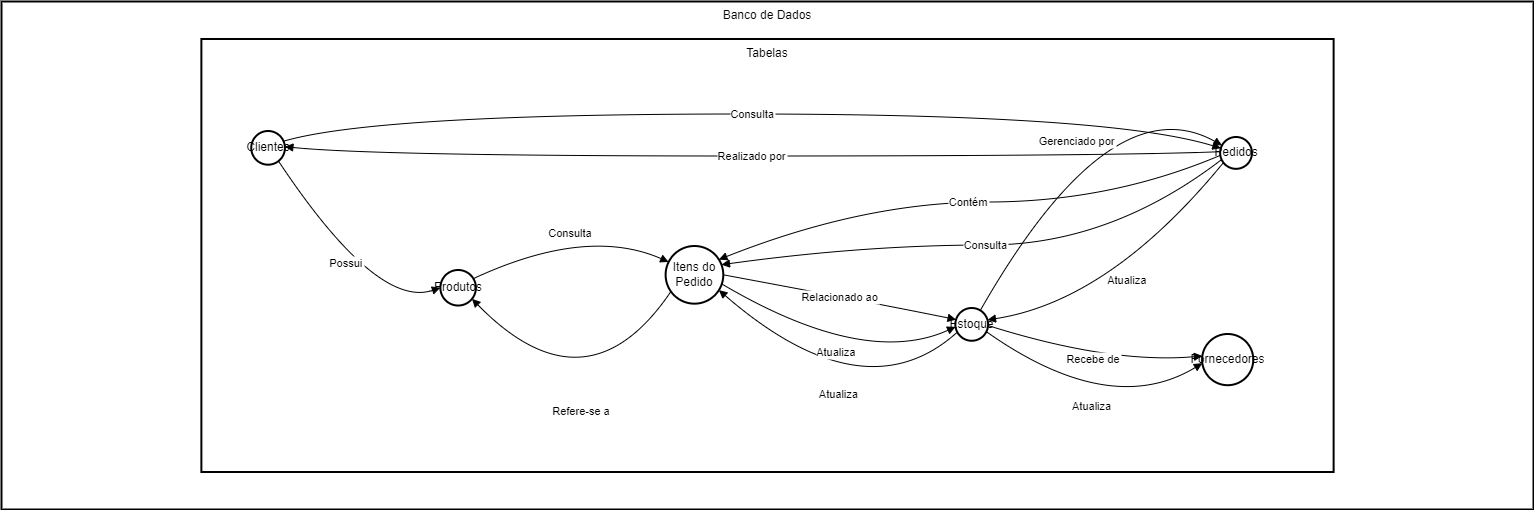 Banco de Dados
Tabelas
Consulta
Gerenciado por
Clientes
Realizado por
Pedidos
Contém
Consulta
Consulta
Possui
Itens do
Pedido
Atualiza
Produtos
Relacionado ao
Estoque
Atualiza
Recebe de
Fornecedores
Atualiza
Atualiza
Refere-se a